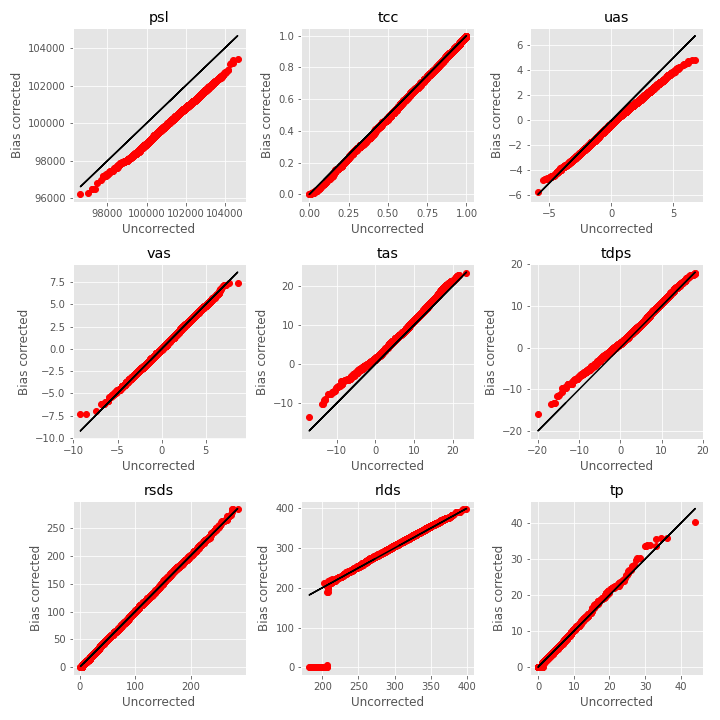 psl
tcc
uas
Bias corrected
104000
102000
100000
98000
96000
98000 100000 102000 104000
Uncorrected
Bias corrected
1.0
0.8
0.6
0.4
0.2
0.0
0.00 0.25 0.50 0.75 1.00
Uncorrected
Bias corrected
6
4
2
0
−2
−4
−6
−5 0 5
Uncorrected
vas
tas
tdps
Bias corrected
7.5
5.0
2.5
0.0
−2.5
−5.0
−7.5
−10.0
−10 −5 0 5
Uncorrected
Bias corrected
20
10
0
−10
−10 0 10 20
Uncorrected
Bias corrected
20
10
0
−10
−20
−20 −10 0 10 20
Uncorrected
rsds
rlds
tp
Bias corrected
250
200
150
100
50
0
0 100 200
Uncorrected
Bias corrected
400
300
200
100
0
200 250 300 350 400
Uncorrected
Bias corrected
40
30
20
10
0
0 10 20 30 40
Uncorrected